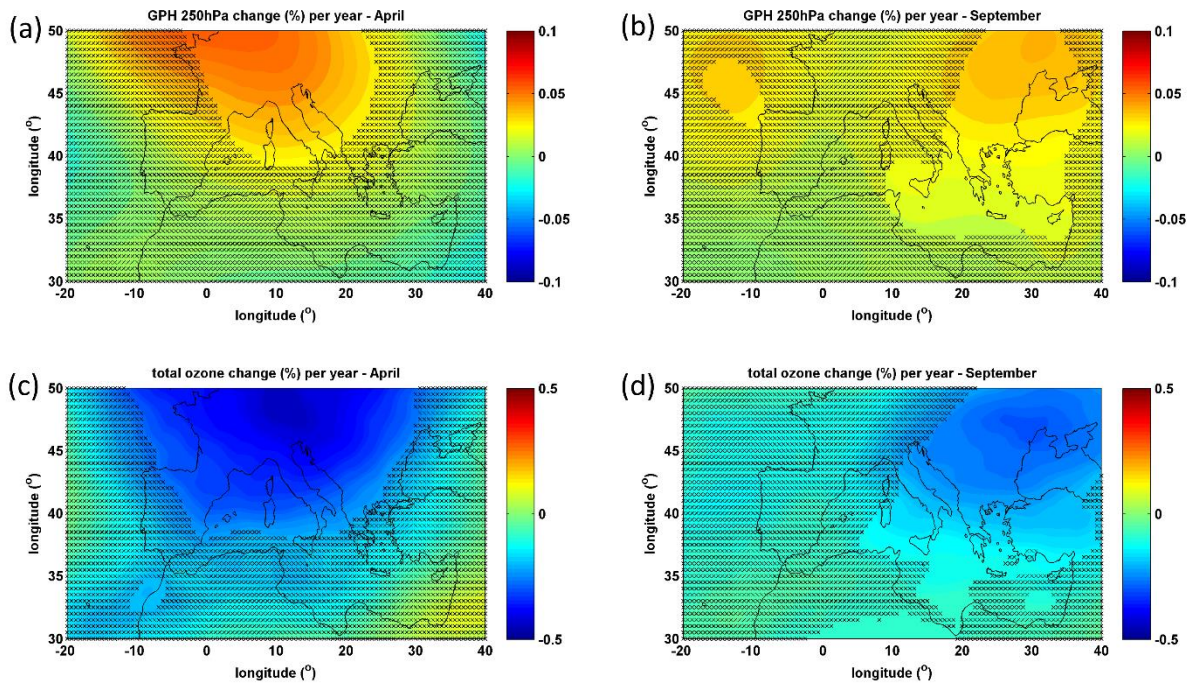 (a)
GPH 250hPa change (%) per year - April
50
45
40
35
30
longitude (°)
-20 -10 0 10 20 30 40
longitude (°)
0.1
0.05
0
-0.05
-0.1
(b)
GPH 250hPa change (%) per year - September
50
45
40
35
30
longitude (°)
-20 -10 0 10 20 30 40
longitude (°)
0.1
0.05
0
-0.05
-0.1
(c)
total ozone change (%) per year - April
50
45
40
35
30
longitude (°)
-20 -10 0 10 20 30 40
longitude (°)
0.5
0
-0.5
(d)
total ozone change (%) per year - September
50
45
40
35
30
longitude (°)
-20 -10 0 10 20 30 40
longitude (°)
0.5
0
-0.5